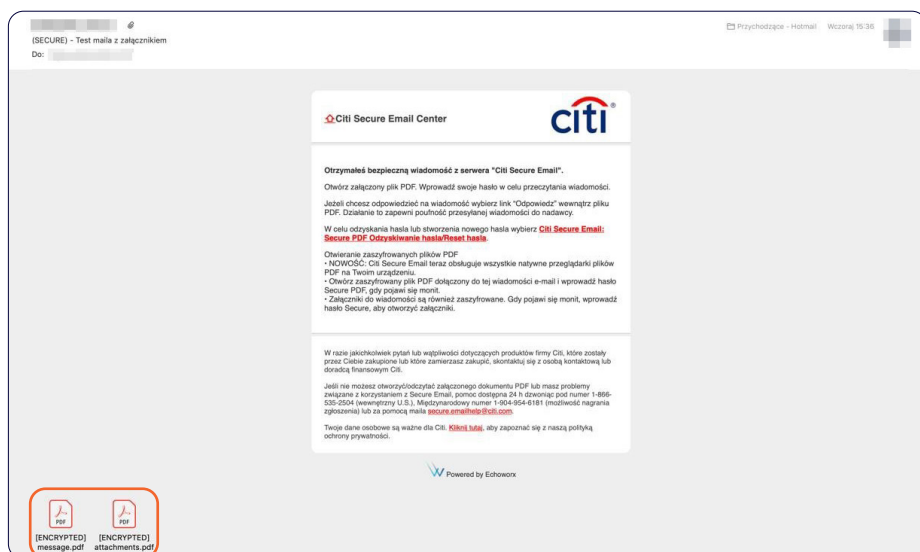 Przychodzące - Hotmail Wczoraj 15:36
(SECURE) - Test maila z załącznikiem
Do:
Citi Secure Email Center
citi®
Otrzymałeś bezpieczną wiadomość z serwera "Citi Secure Email".
Otwórz załączony plik PDF. Wprowadź swoje hasło w celu przeczytania wiadomości.
Jeżeli chcesz odpowiedzieć na wiadomość wybierz link "Odpowiedz" wewnątrz pliku
PDF. Działanie to zapewni poufność przesyłanej wiadomości do nadawcy.
W celu odzyskania hasla lub stworzenia nowego hasla wybierz Citi Secure Email:
Secure PDF Odzyskiwanie hasla/Reset hasla.
Otwieranie zaszyfrowanych plików PDF
• NOWOŚĆ: Citi Secure Email teraz obsługuje wszystkie natywne przeglądarki plików
PDF na Twoim urządzeniu.
• Otwórz zaszyfrowany plik PDF dołączony do tej wiadomości e-mail i wprowadź hasło
Secure PDF, gdy pojawi się monit.
• Załączniki do wiadomości są również zaszyfrowane. Gdy pojawi się monit, wprowadź
hasło Secure, aby otworzyć załączniki.
W razie jakichkolwiek pytań lub wątpliwości dotyczących produktów firmy Citi, które zostały
przez Ciebie zakupione lub które zamierzasz zakupić, skontaktuj się z osobą kontaktową lub
doradcą finansowym Citi.
Jeśli nie możesz otworzyć/odczytać załączonego dokumentu PDF lub masz problemy
związane z korzystaniem z Secure Email, pomoc dostępna 24 h dzwoniąc pod numer 1-866-
535-2504 (wewnętrzny U.S.), Międzynarodowy numer 1-904-954-6181 (możliwość nagrania
zgłoszenia) lub za pomocą maila secure.emailhelp@citi.com.
Twoje dane osobowe są ważne dla Citi. Kliknij tutaj, aby zapoznać się z naszą polityką
ochrony prywatności.
Powered by Echoworx
PDF PDF
[ENCRYPTED] [ENCRYPTED]
message.pdf attachments.pdf